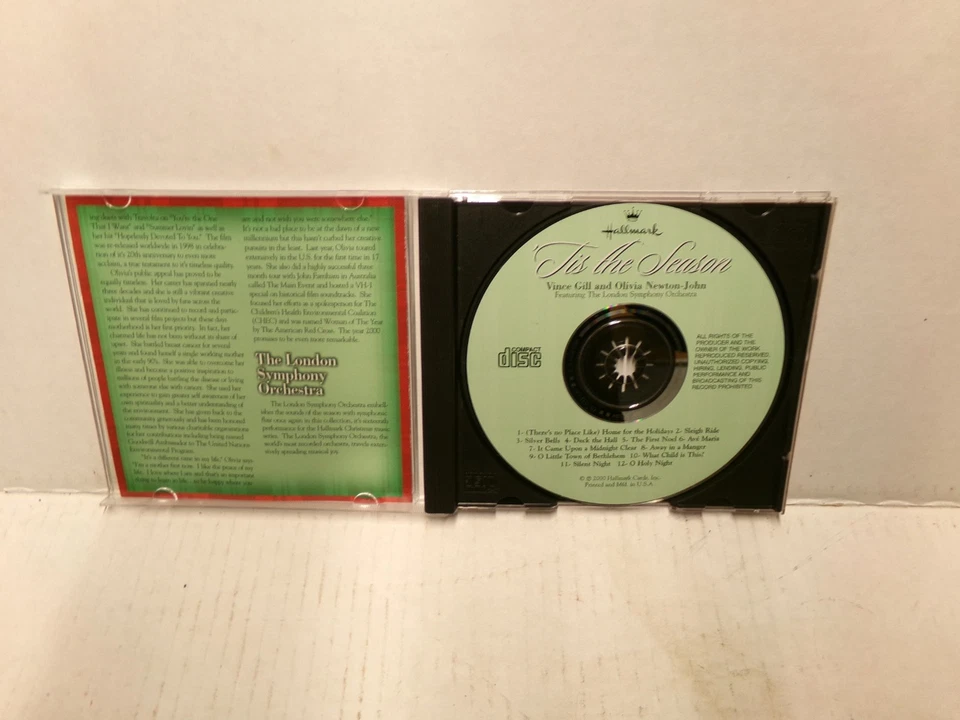 ing duets with Travolta on "You're the One
That I Want" and "Summer Lovin'" as well as
her hit "Hopelessly Devoted To You." The film
was re-released worldwide in 1998 in celebra-
tion of it's 20th anniversary to even more
acclaim, a true testament to it's timeless quality.
Olivia's public appeal has proved to be
equally timeless. Her career has spanned nearly
three decades and she is still a vibrant creative
individual that is loved by fans across the
world. She has continued to record and partic-
ipate in several film projects but these days
motherhood is her first priority. In fact, her
charmed life has not been without its share of
upset. She battled breast cancer for several
years and found herself a single working mother
in the early 90's. She was able to overcome her
illness and become a positive inspiration to
millions of people battling the disease or living
with someone else with cancer. She used her
experience to gain greater self awareness of her
own spirituality and a better understanding of
the environment. She has given back to the
community generously and has been honored
many times by various charitable organizations
for her contributions including being named
Goodwill Ambassador to The United Nations
Environmental Program.
"It's a different time in my life," Olivia says.
"I'm a mother first now. I like the pace of my
life. I love where I am and that's an important
thing to learn in life - to be happy where you
are and not wish you were somewhere else."
It's not a bad place to be at the dawn of a new
millennium but this hasn't curbed her creative
pursuits in the least. Last year, Olivia toured
extensively in the U.S. for the first time in 17
years. She also did a highly successful three
month tour with John Farnham in Australia
called The Main Event and hosted a VH-1
special on historical film soundtracks. She
focused her efforts as a spokesperson for The
Children's Health Environmental Coalition
(CHEC) and was named Woman of The Year
by The American Red Cross. The year 2000
promises to be even more remarkable.
The London
Symphony
Orchestra
The London Symphony Orchestra embell-
ishes the sounds of the season with symphonic
flair once again in this collection, it's sixteenth
performance for the Hallmark Christmas music
series. The London Symphony Orchestra, the
world's most recorded orchestra, travels exten-
sively spreading musical joy.
Hallmark
'Tis the Season
Vince Gill and Olivia Newton-John
Featuring The London Symphony Orchestra
COMPACT
disc
ALL RIGHTS OF THE
PRODUCER AND THE
OWNER OF THE WORK
REPRODUCED RESERVED.
UNAUTHORIZED COPYING,
HIRING, LENDING, PUBLIC
PERFORMANCE AND
BROADCASTING OF THIS
RECORD PROHIBITED.
1- (There's no Place Like) Home for the Holidays 2- Sleigh Ride
3- Silver Bells 4- Deck the Hall 5- The First Noel 6- Avé Maria
7- It Came Upon a Midnight Clear 8- Away in a Manger
9- O Little Town of Bethlehem 10- What Child is This?
11- Silent Night 12- O Holy Night
© ℗ 2000 Hallmark Cards, Inc.
Printed and Mfd. in U.S.A.